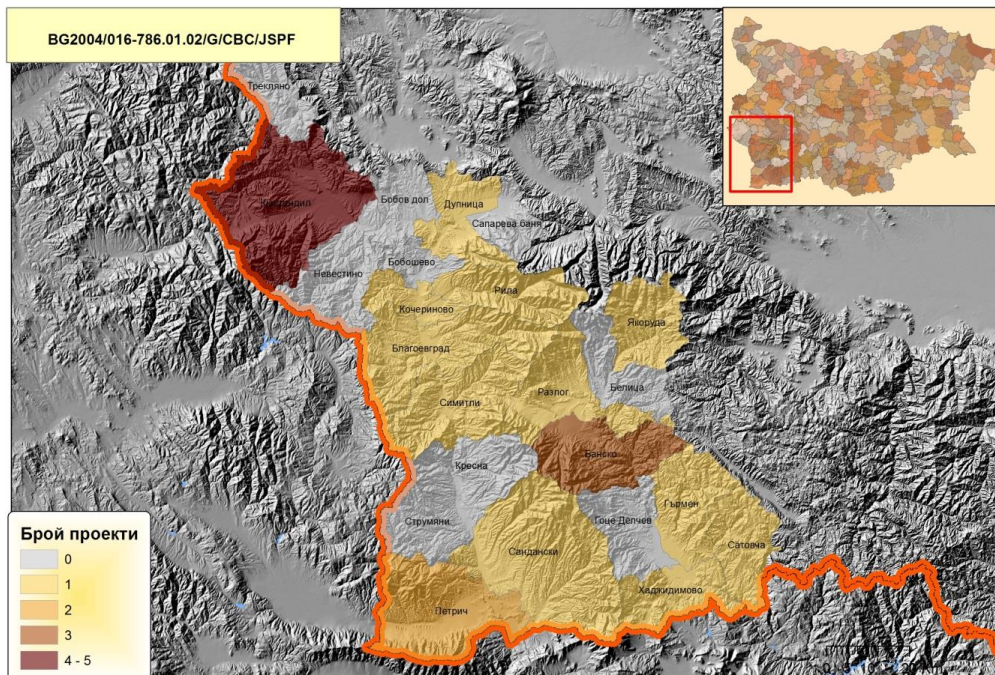 BG2004/016-786.01.02/G/CBC/JSPF
Трекляно
Кюстендил
Бобов дол
Дупница
Сапарева баня
Невестино
Бобошево
Рила
Кочериново
Якоруда
Благоевград
Белица
Разлог
Симитли
Кресна
Банско
Гърмен
Струмяни
Гоце Делчев
Сандански
Сатовча
Хаджидимово
Петрич
Брой проекти
0
1
2
3
4 - 5